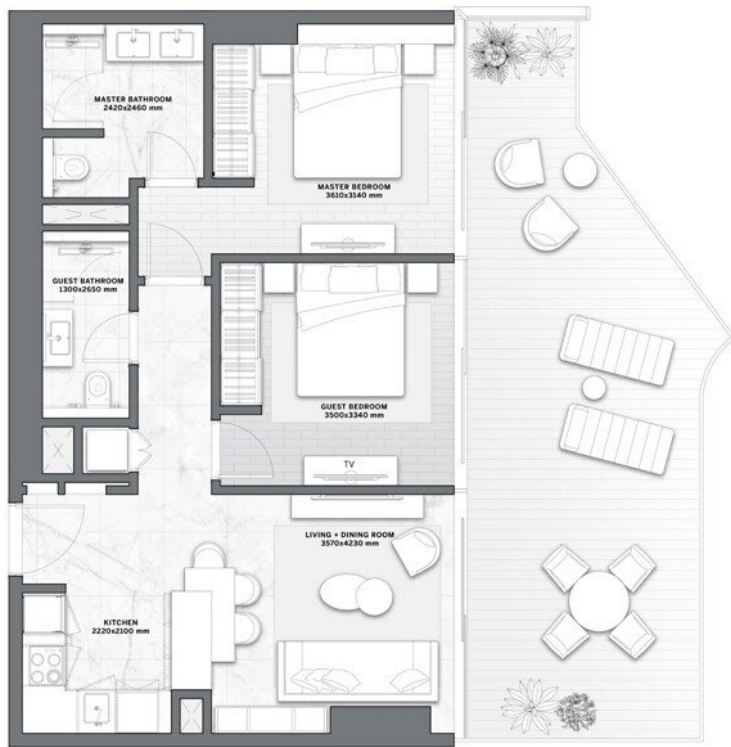 MASTER BATHROOM
2420x2460 mm
MASTER BEDROOM
3610x3140 mm
GUEST BATHROOM
1300x2650 mm
GUEST BEDROOM
3500x3340 mm
TV
LIVING + DINING ROOM
3570x4230 mm
KITCHEN
2220x2100 mm